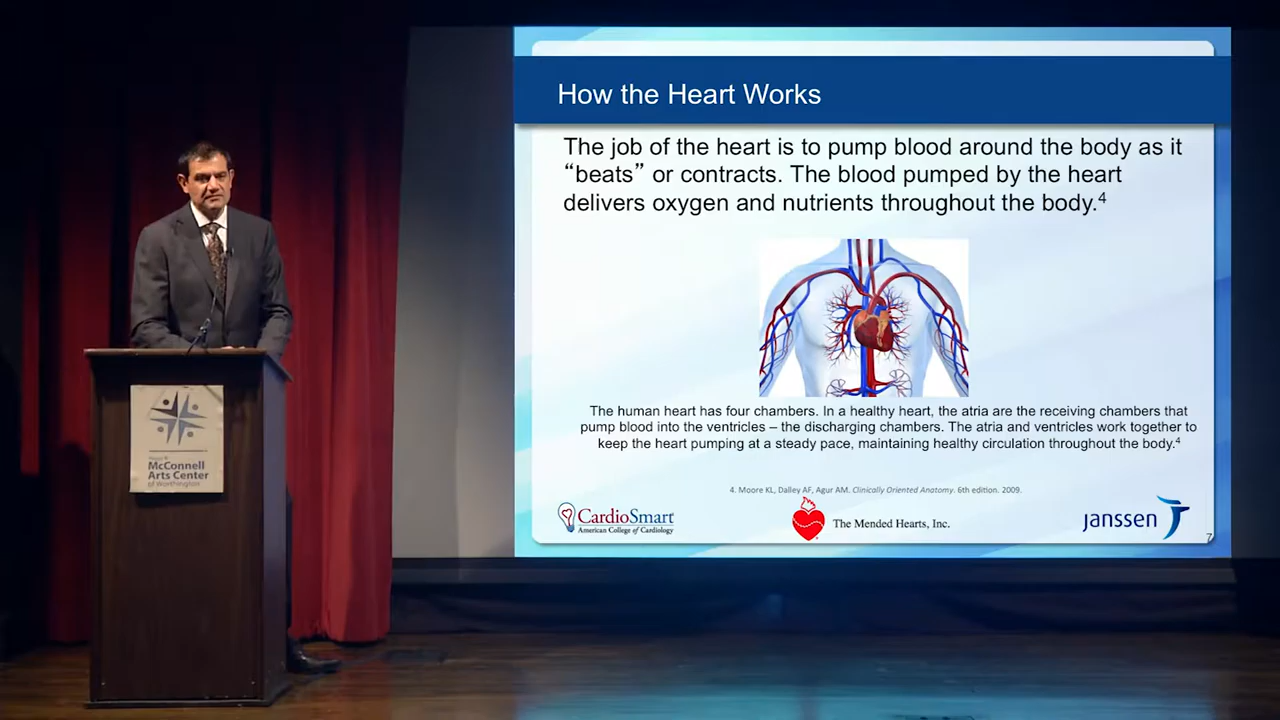 How the Heart Works
The job of the heart is to pump blood around the body as it
“beats” or contracts. The blood pumped by the heart
delivers oxygen and nutrients throughout the body.4
The human heart has four chambers. In a healthy heart, the atria are the receiving chambers that
pump blood into the ventricles – the discharging chambers. The atria and ventricles work together to
keep the heart pumping at a steady pace, maintaining healthy circulation throughout the body.4
4. Moore KL, Dalley AF, Agur AM. Clinically Oriented Anatomy. 6th edition. 2009.
CardioSmart
American College of Cardiology
The Mended Hearts, Inc.
janssen
7
McConnell
Arts Center
of Worthington